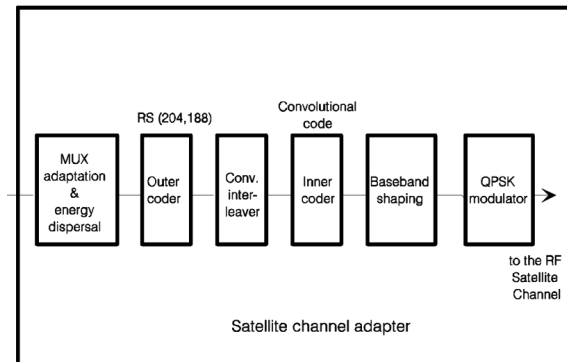 RS (204,188)
Convolutional
code
MUX
adaptation
&
energy
dispersal
Outer
coder
Conv.
inter-
leaver
Inner
coder
Baseband
shaping
QPSK
modulator
to the RF
Satellite
Channel
Satellite channel adapter